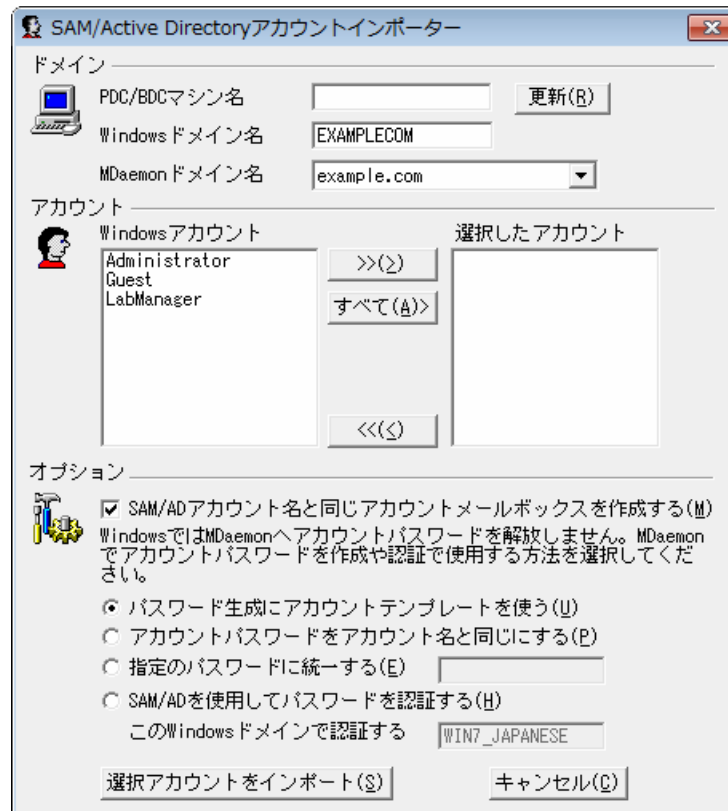 SAM/Active Directoryアカウントインポーター
ドメイン
PDC/BDCマシン名
更新(R)
Windowsドメイン名
EXAMPLECOM
MDaemonドメイン名
example.com
アカウント
Windowsアカウント
選択したアカウント
Administrator
Guest
LabManager
>>(>)
すべて(A)>
<<(<)
オプション
SAM/ADアカウント名と同じアカウントメールボックスを作成する(M)
WindowsではMDaemonへアカウントパスワードを解放しません。MDaemon
でアカウントパスワードを作成や認証で使用する方法を選択してくだ
さい。
パスワード生成にアカウントテンプレートを使う(U)
アカウントパスワードをアカウント名と同じにする(P)
指定のパスワードに統一する(E)
SAM/ADを使用してパスワードを認証する(H)
このWindowsドメインで認証する
WIN7_JAPANESE
選択アカウントをインポート(S)
キャンセル(C)